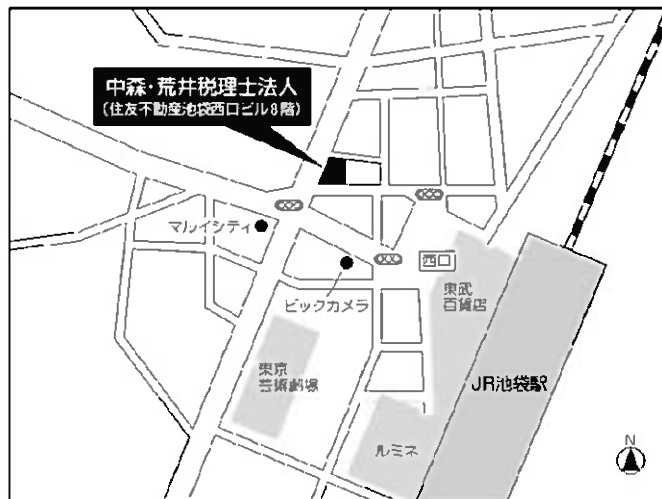 中森・荒井税理士法人
(住友不動産池袋西口ビル8階)
マルイシティ
西口
東武
百貨店
ビックカメラ
東京
芸術劇場
JR池袋駅
ルミネ
N